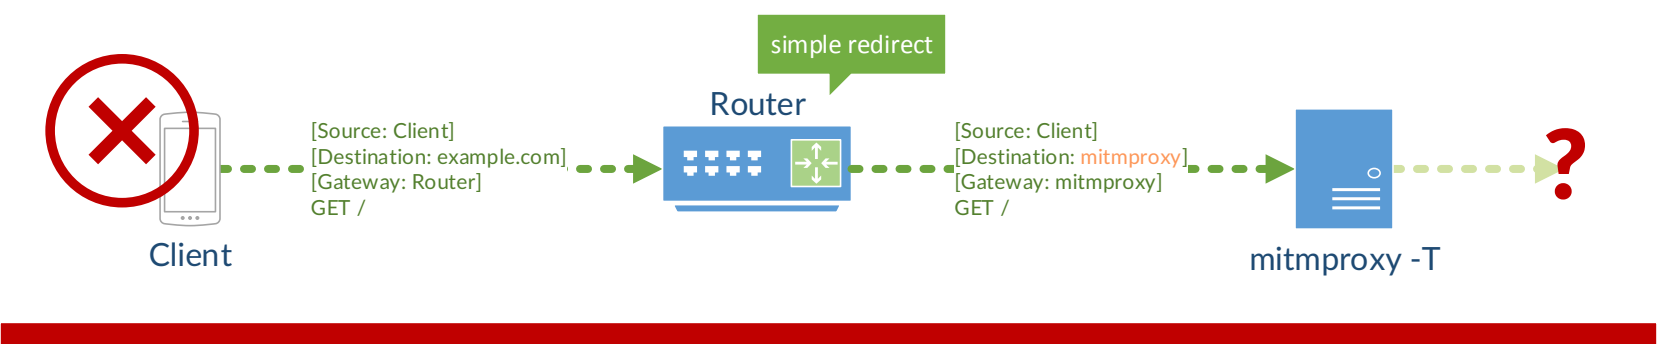 simple redirect
Router
[Source: Client]
[Destination: example.com]
[Gateway: Router]
GET /
[Source: Client]
[Destination: mitmproxy]
[Gateway: mitmproxy]
GET /
?
Client
mitmproxy -T